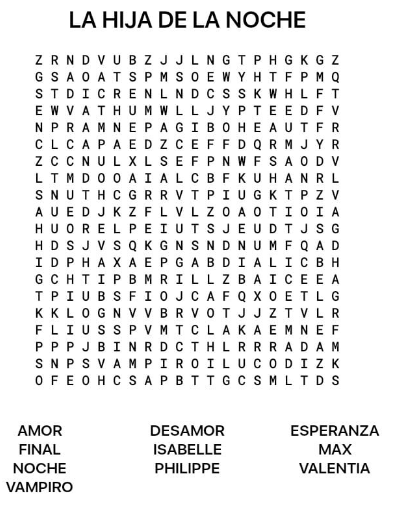 LA HIJA DE LA NOCHE
Z R N D V U B Z J J L N G T P H G K G Z
G S A O A T S P M S O E W Y H T F P M Q
S T D I C R E N L N D C S S K W H L F T
E W V A T H U M W L L J Y P T E E D F V
N P R A M N E P A G I B O H E A U T F R
C L C A P A E D Z C E F F D Q R M J Y R
Z C C N U L X L S E F P N W F S A O D V
L T M D O O A I A L C B F K U H A N R L
S N U T H C G R R V T P I U G K T P Z V
A U E D J K Z F L V L Z O A O T I O I A
H U O R E L P E I U T S J E U D T J S G
H D S J V S Q K G N S N D N U M F Q A D
I D P H A X A E P G A B D I A L I C B H
G C H T I P B M R I L L Z B A I C E E A
T P I U B S F I O J C A F Q X O E T L G
K K L O G N V V B R V O T J J Z T V L R
F L I U S S P V M T C L A K A E M N E F
P P P J B I N R D C T H L R R R A D A M
S N P S V A M P I R O I L U C O D I Z K
O F E O H C S A P B T T G C S M L T D S
AMOR DESAMOR ESPERANZA
FINAL ISABELLE MAX
NOCHE PHILIPPE VALENTIA
VAMPIRO